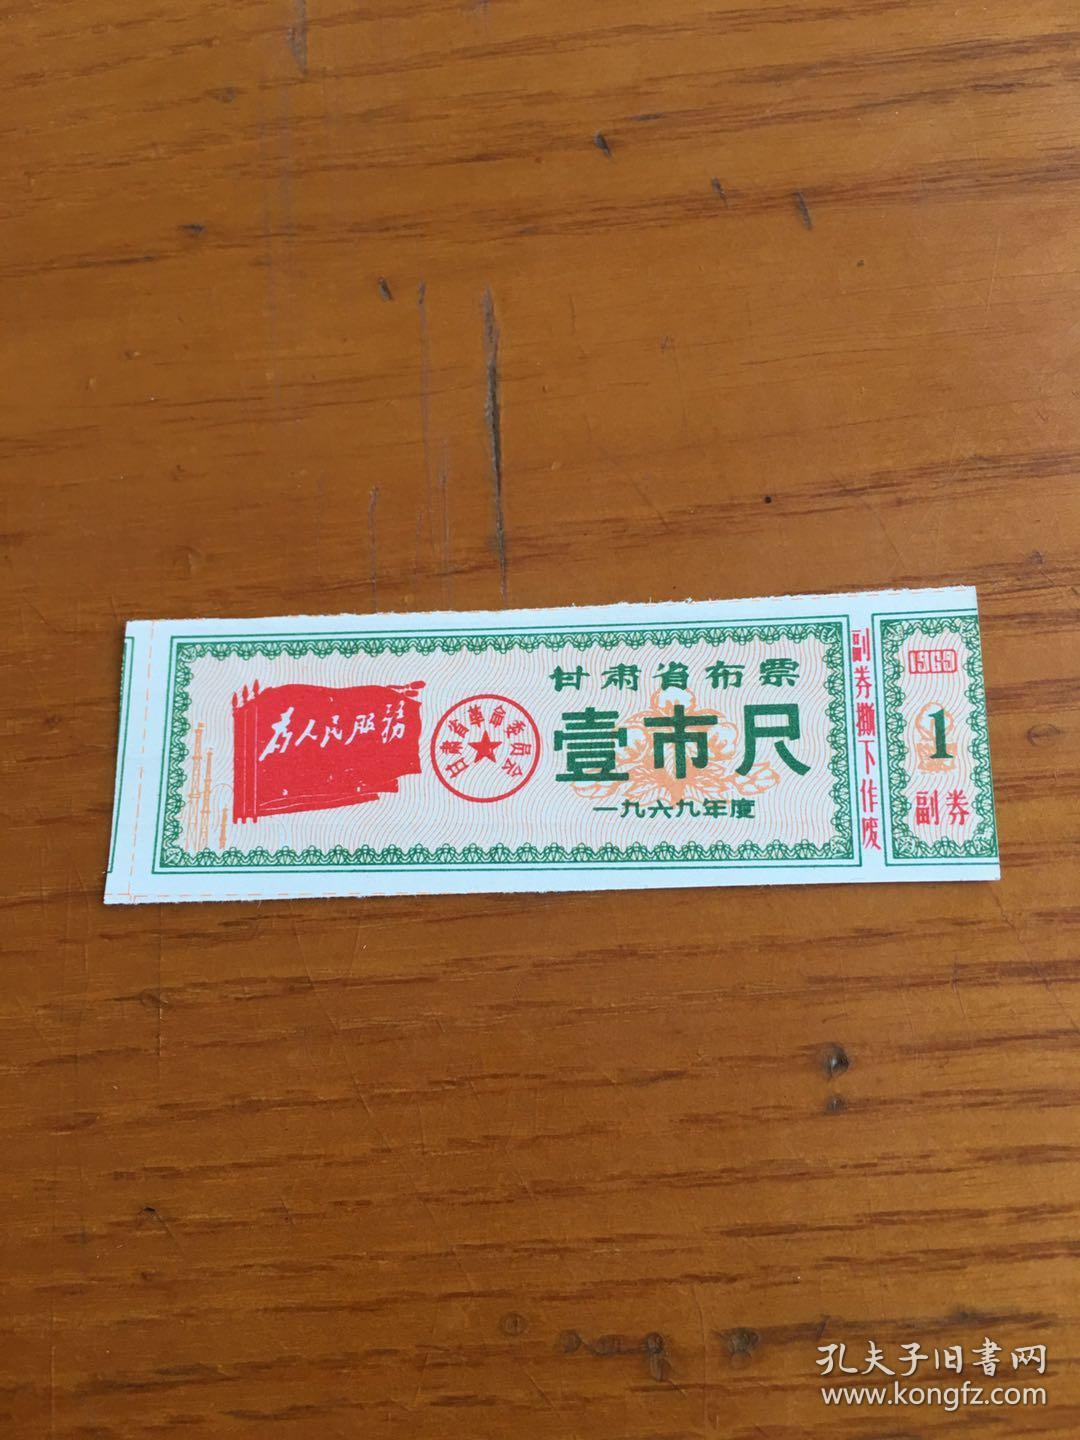 为人民服务
甘肃省革命委员会
甘肃省布票
壹市尺
一九六九年度
副券撕下作废
1969
1
副券
孔夫子旧书网
www.kongfz.com